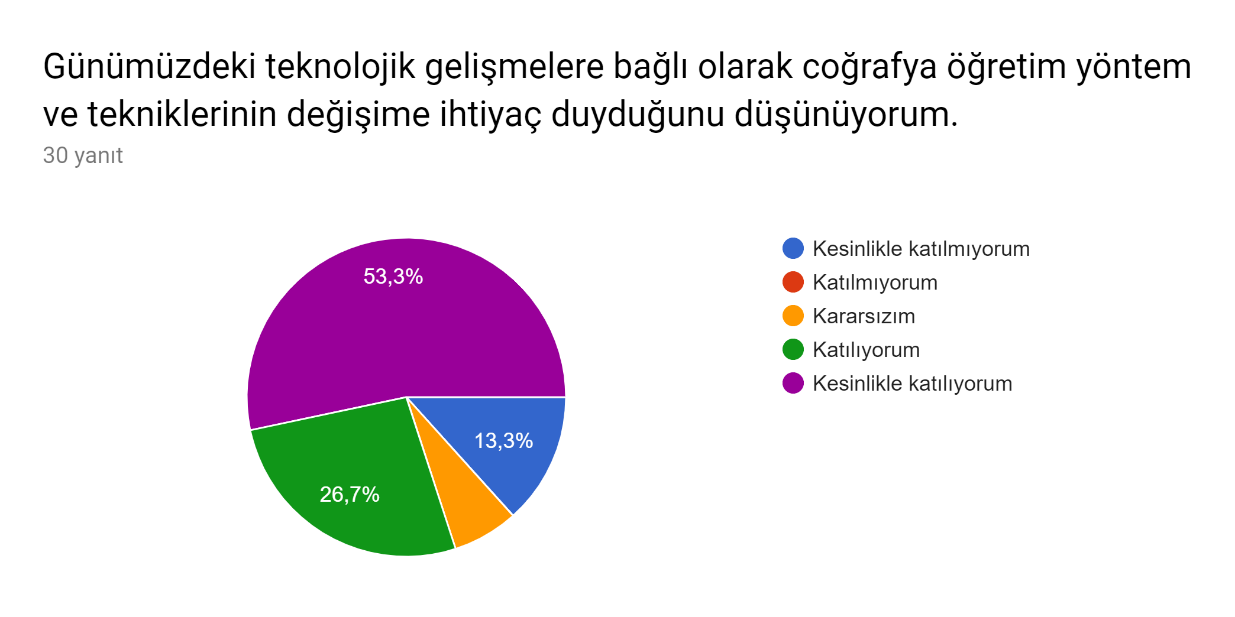 Günümüzdeki teknolojik gelişmelere bağlı olarak coğrafya öğretim yöntem
ve tekniklerinin değişime ihtiyaç duyduğunu düşünüyorum.
30 yanıt
53,3%
13,3%
26,7%
Kesinlikle katılmıyorum
Katılmıyorum
Kararsızım
Katılıyorum
Kesinlikle katılıyorum